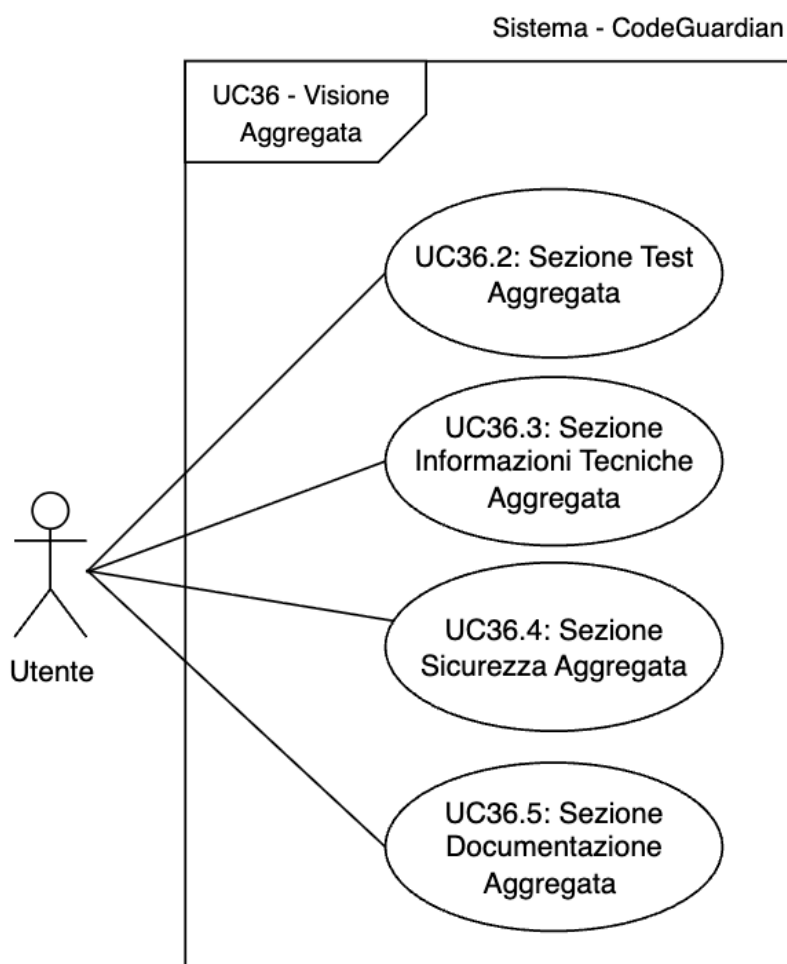 Sistema - CodeGuardian
UC36 - Visione
Aggregata
UC36.2: Sezione Test
Aggregata
UC36.3: Sezione
Informazioni Tecniche
Aggregata
UC36.4: Sezione
Sicurezza Aggregata
Utente
UC36.5: Sezione
Documentazione
Aggregata